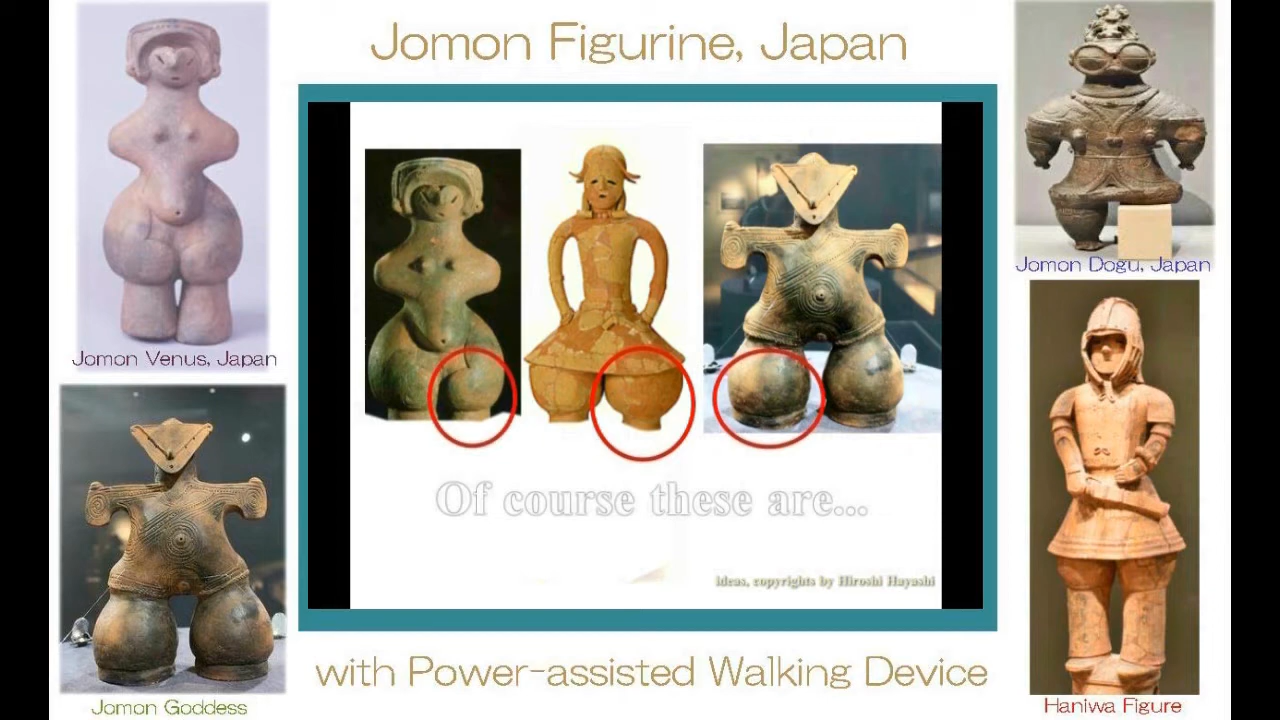 Jomon Figurine, Japan
Jomon Venus, Japan
Jomon Dogu, Japan
Of course these are...
ideas, copyrights by Hiroshi Hayashi
with Power-assisted Walking Device
Jomon Goddess
Haniwa Figure